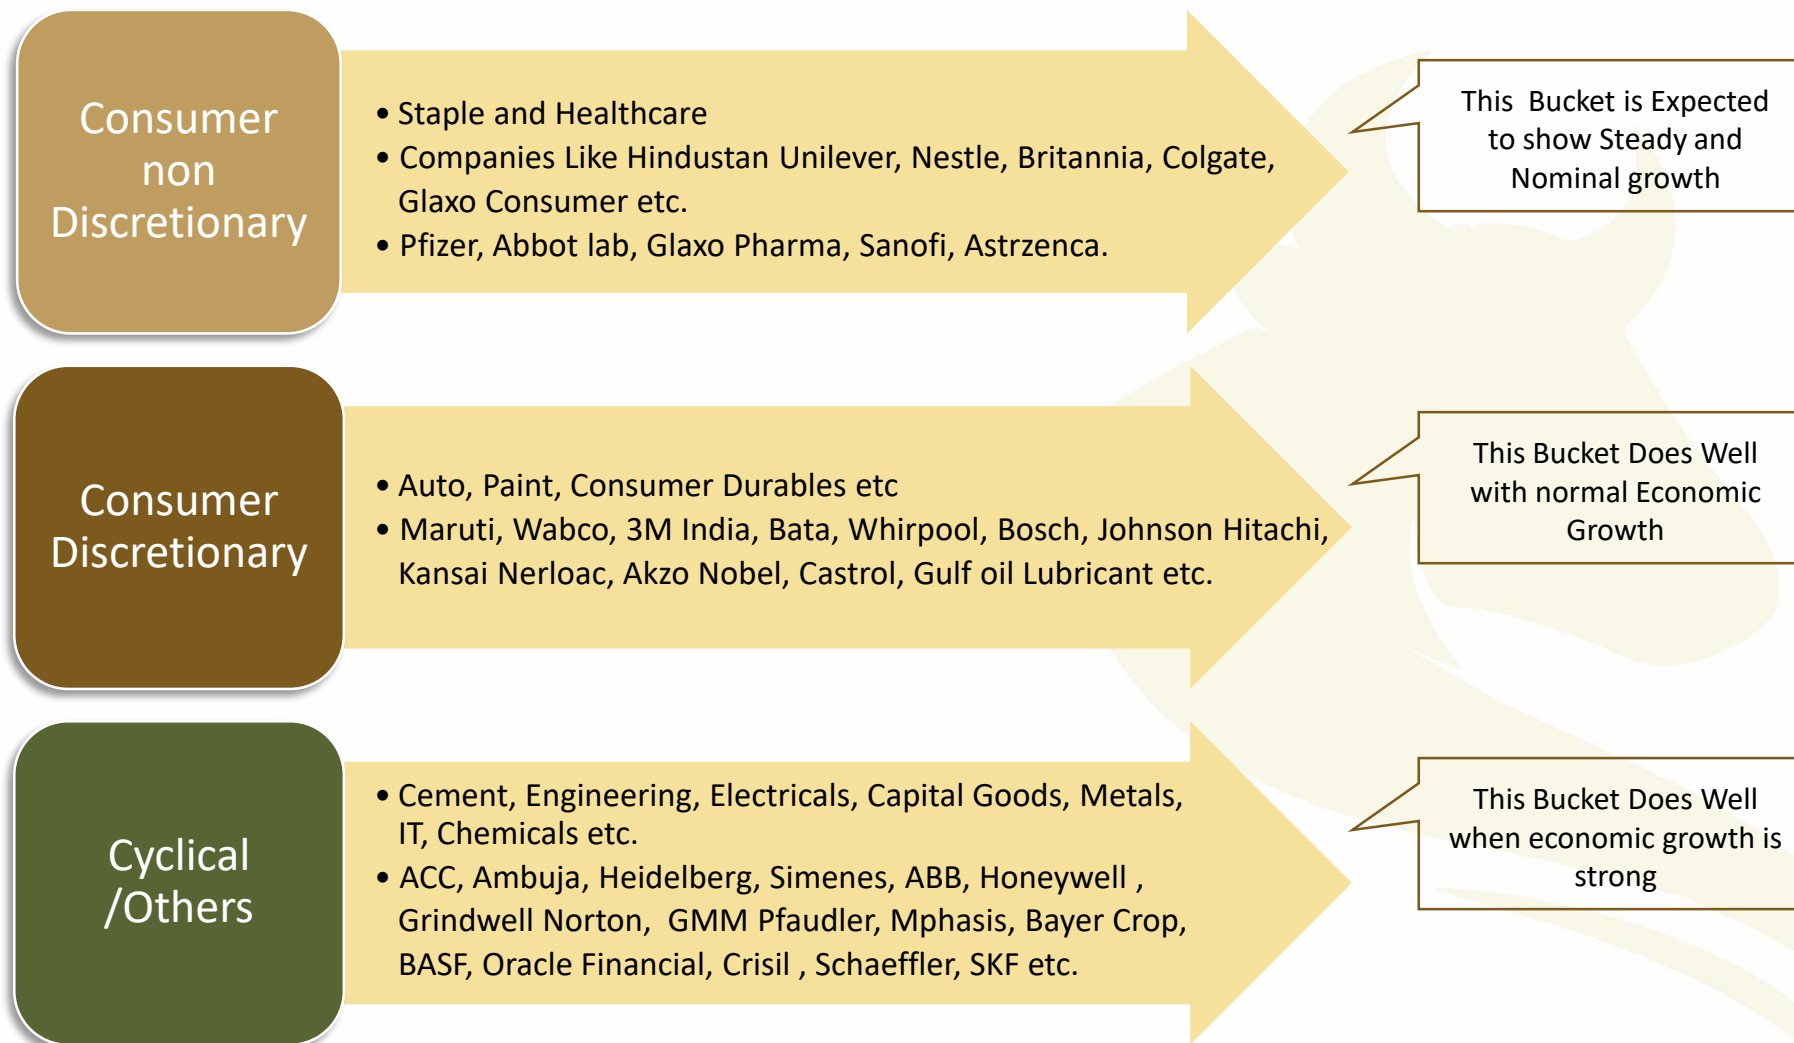 Consumer
non
Discretionary
• Staple and Healthcare
• Companies Like Hindustan Unilever, Nestle, Britannia, Colgate,
Glaxo Consumer etc.
• Pfizer, Abbot lab, Glaxo Pharma, Sanofi, Astrzenca.
This Bucket is Expected
to show Steady and
Nominal growth
Consumer
Discretionary
• Auto, Paint, Consumer Durables etc
• Maruti, Wabco, 3M India, Bata, Whirpool, Bosch, Johnson Hitachi,
Kansai Nerloac, Akzo Nobel, Castrol, Gulf oil Lubricant etc.
This Bucket Does Well
with normal Economic
Growth
Cyclical
/Others
• Cement, Engineering, Electricals, Capital Goods, Metals,
IT, Chemicals etc.
• ACC, Ambuja, Heidelberg, Simenes, ABB, Honeywell ,
Grindwell Norton, GMM Pfaudler, Mphasis, Bayer Crop,
BASF, Oracle Financial, Crisil , Schaeffler, SKF etc.
This Bucket Does Well
when economic growth is
strong